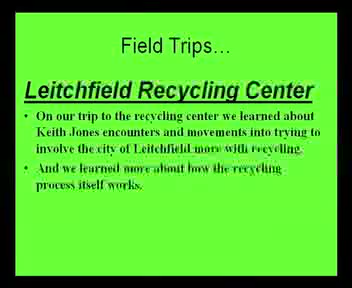 Field Trips...
Leitchfield Recycling Center
• On our trip to the recycling center we learned about
Keith Jones encounters and movements into trying to
involve the city of Leitchfield more with recycling.
• And we learned more about how the recycling
process itself works.